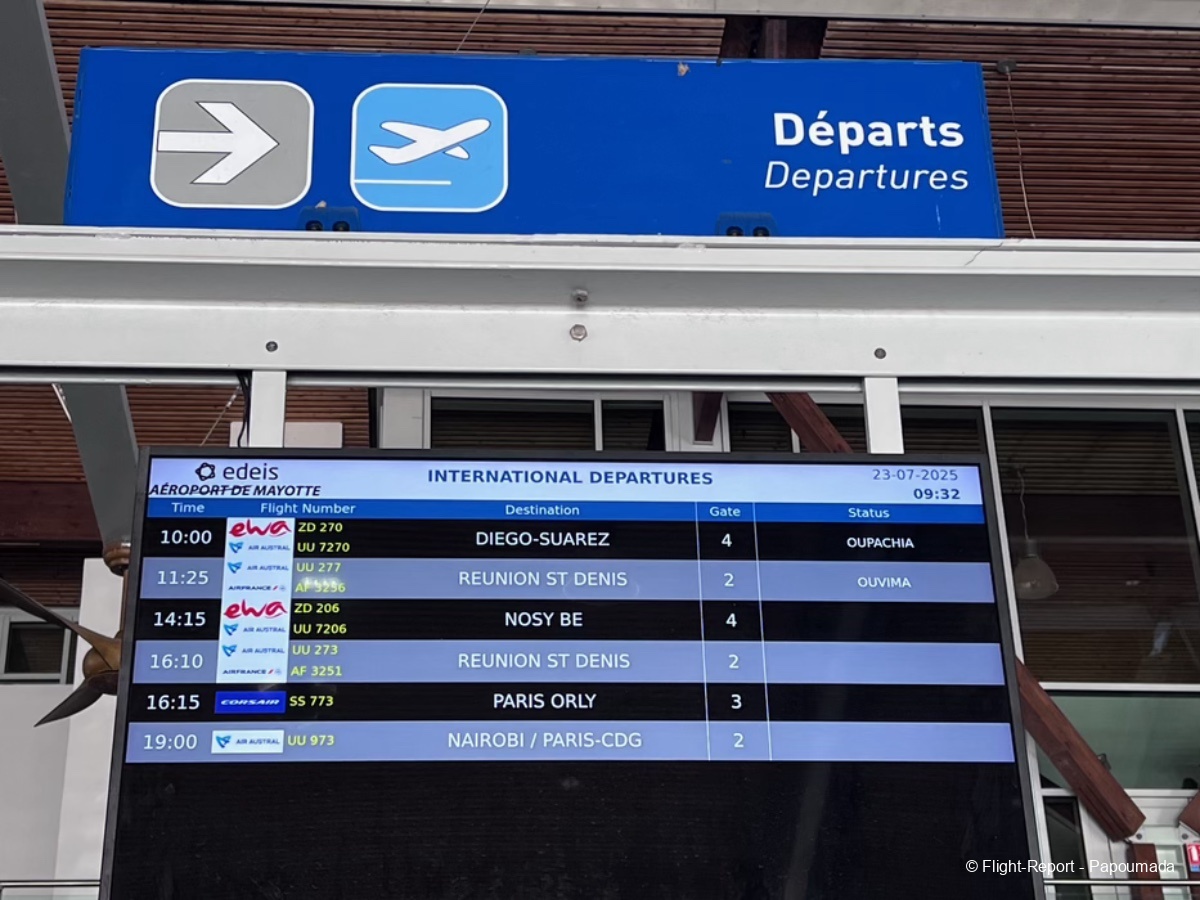 Départs
Departures
edeis
AÉROPORT DE MAYOTTE
INTERNATIONAL DEPARTURES
23-07-2025
09:32
Time Flight Number Destination Gate Status
10:00 ewa ZD 270 DIEGO-SUAREZ 4 OUPACHIA
AIR AUSTRAL UU 7270
11:25 AIR AUSTRAL UU 277 REUNION ST DENIS 2 OUVIMA
AIRFRANCE AF 3256
14:15 ewa ZD 206 NOSY BE 4
AIR AUSTRAL UU 7206
16:10 AIR AUSTRAL UU 273 REUNION ST DENIS 2
AIRFRANCE AF 3251
16:15 CORSAIR SS 773 PARIS ORLY 3
19:00 AIR AUSTRAL UU 973 NAIROBI / PARIS-CDG 2
© Flight-Report - Papoumada